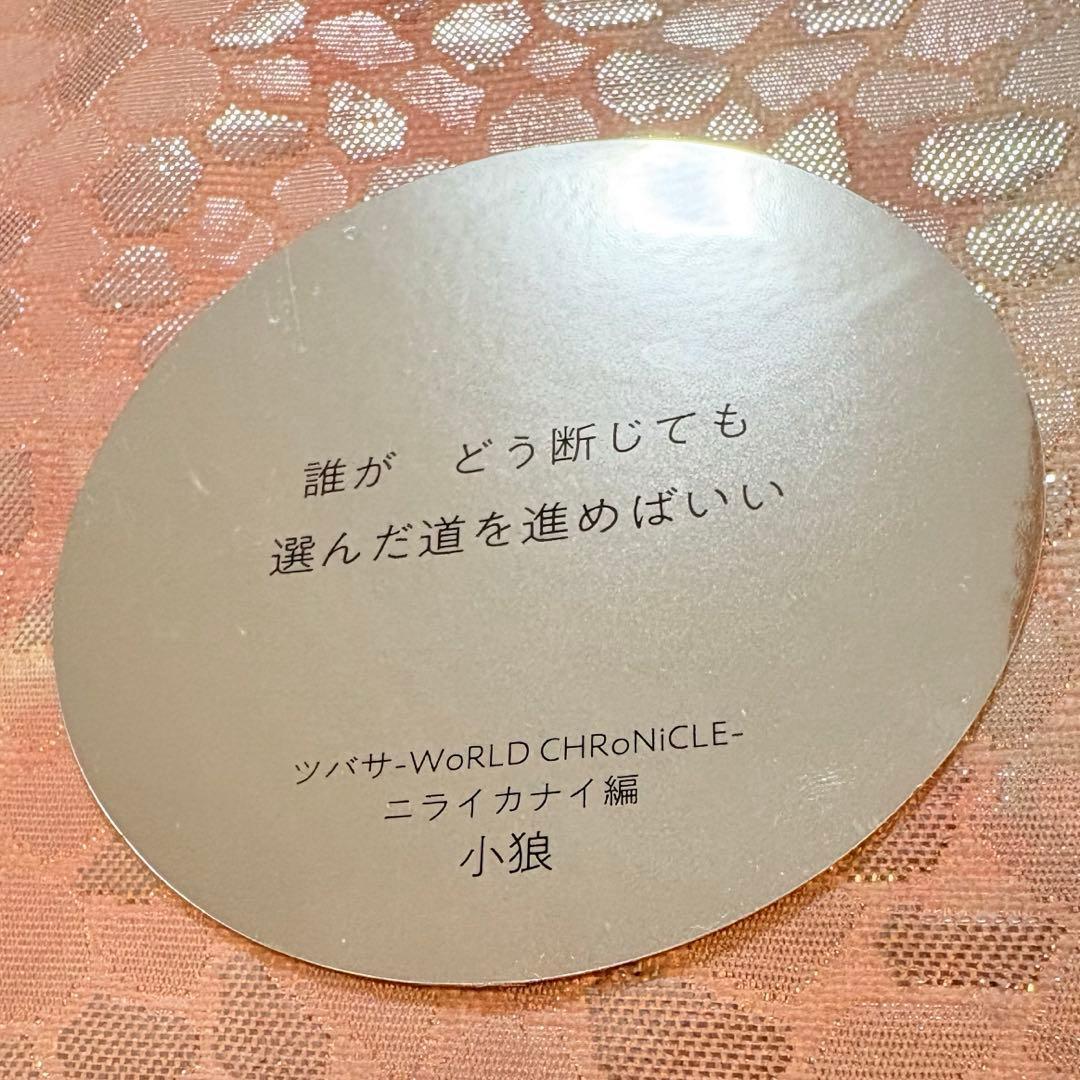 誰が　どう断じても
選んだ道を進めばいい
ツバサ-WoRLD CHRoNiCLE-
ニライカナイ編
小狼